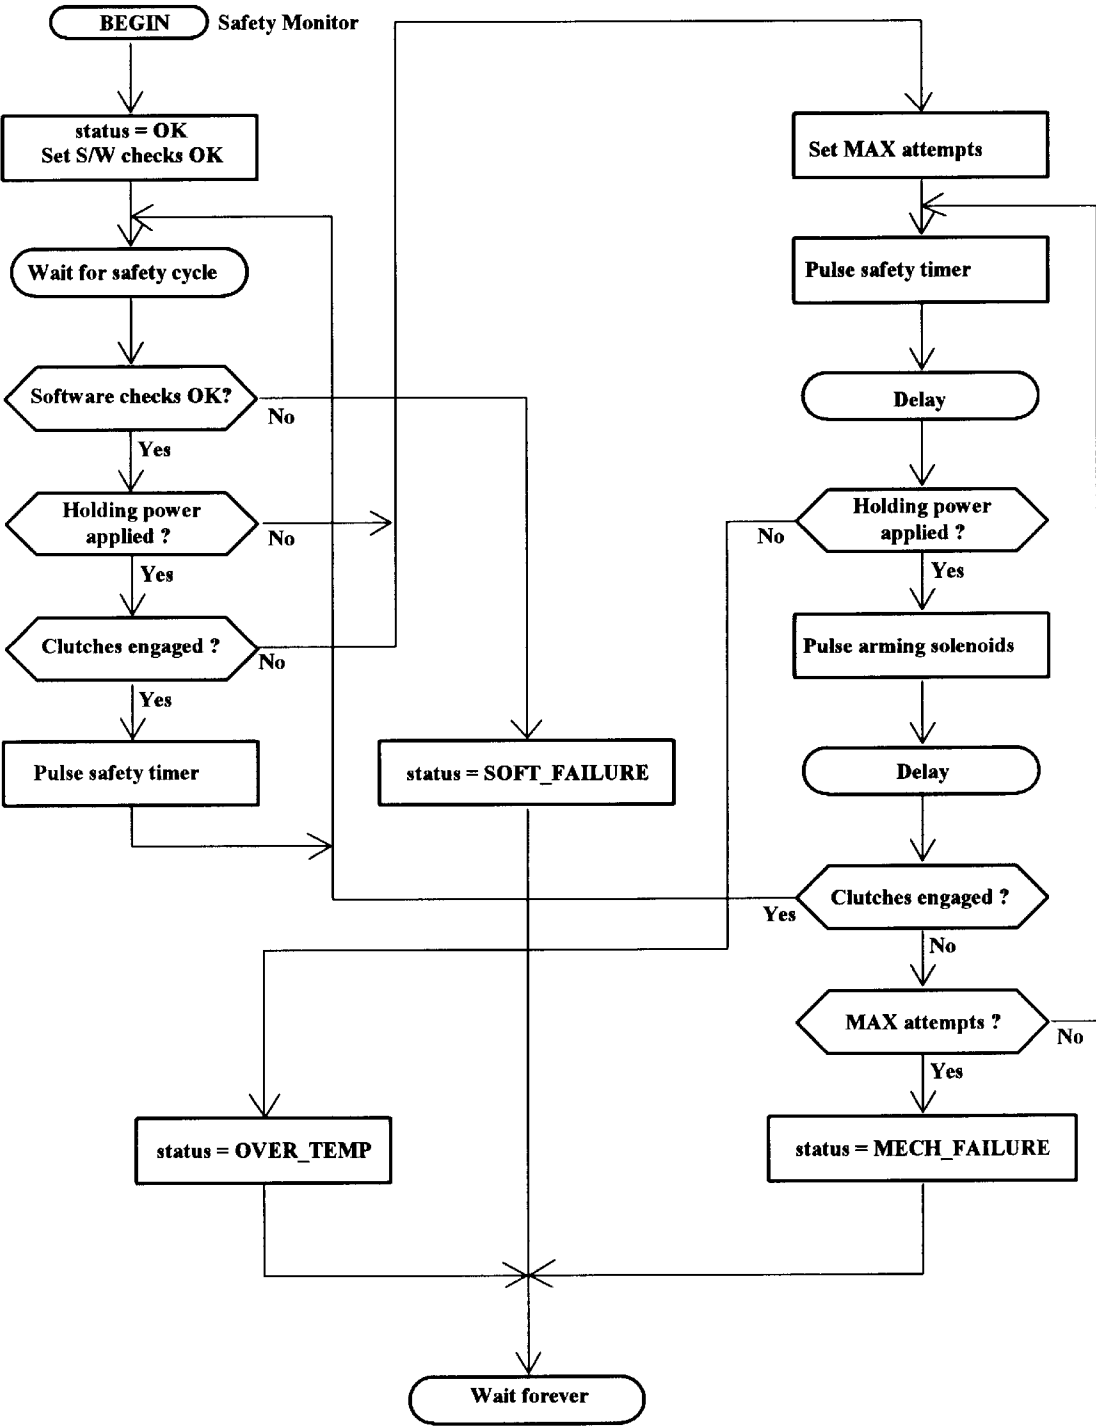 BEGIN
Safety Monitor
status = OK
Set S/W checks OK
Wait for safety cycle
Software checks OK?
No
Yes
Holding power
applied ?
No
Yes
Clutches engaged ?
No
Yes
Pulse safety timer
status = SOFT_FAILURE
Set MAX attempts
Pulse safety timer
Delay
Holding power
applied ?
No
Yes
Pulse arming solenoids
Delay
Clutches engaged ?
Yes
No
MAX attempts ?
No
Yes
status = OVER_TEMP
status = MECH_FAILURE
Wait forever